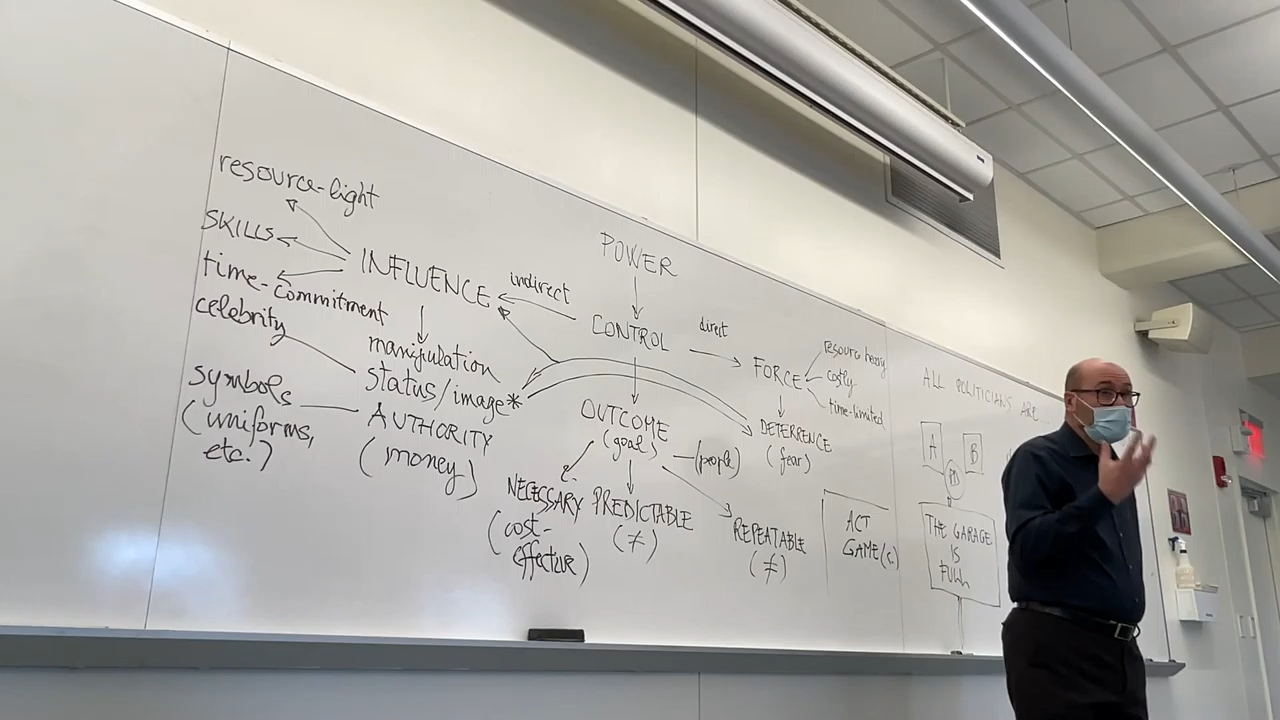 resource-light
SKILLS
time-commitment
celebrity
symbols
(uniforms,
etc.)
INFLUENCE
manipulation
status/image*
AUTHORITY
(money)
indirect
POWER
CONTROL
direct
FORCE
resource heavy
costly
time-limited
DETERRENCE
(fear)
OUTCOME
(goal)
(people)
NECESSARY
(cost-
effective)
PREDICTABLE
(≠)
REPEATABLE
(≠)
ACT
GAME(S)
ALL POLITICIANS ARE...
A
B
m
THE GARAGE
IS
FULL